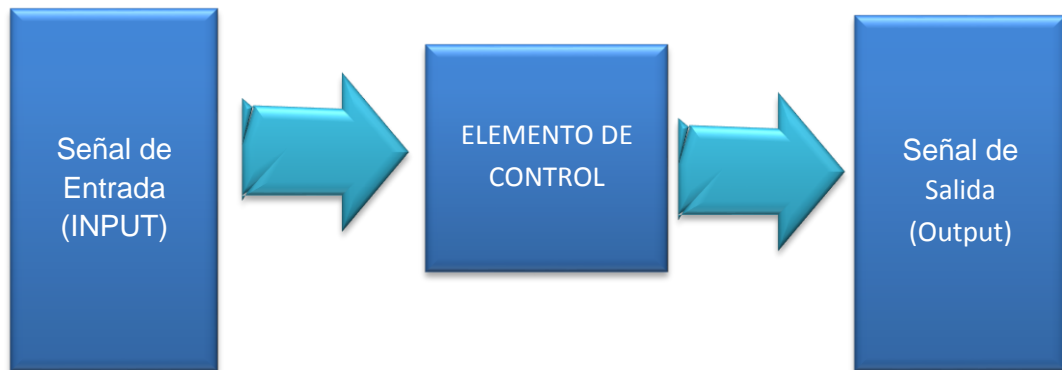 Señal de
Entrada
(INPUT)
ELEMENTO DE
CONTROL
Señal de
Salida
(Output)